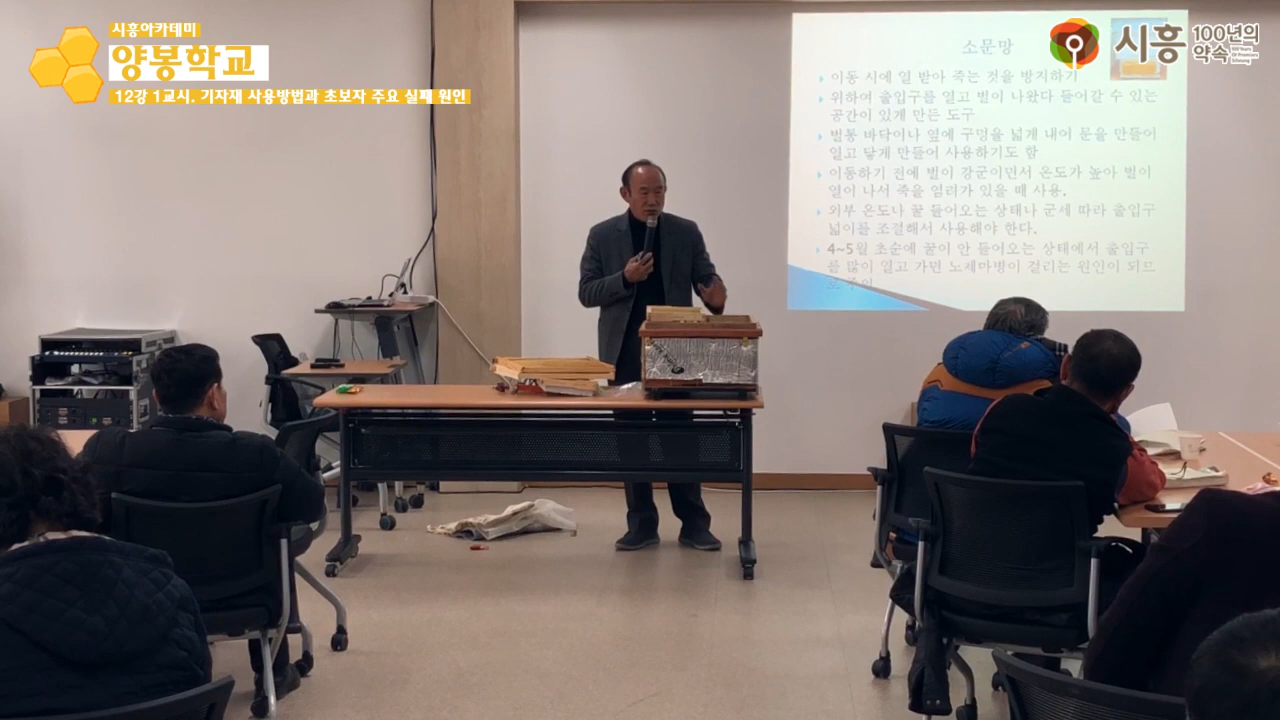 시흥아카데미
양봉학교
12강 1교시. 기자재 사용방법과 초보자 주요 실패 원인
시흥
100년의
약속
소문망
이동 시에 열 받아 죽는 것을 방지하기
위하여 출입구를 열고 벌이 나왔다 들어갈 수 있는
공간이 있게 만든 도구
벌통 바닥이나 옆에 구멍을 넓게 내어 문을 만들어
열고 닿게 만들어 사용하기도 함
이동하기 전에 벌이 강군이면서 온도가 높아 벌이
열이 나서 죽을 염려가 있을 때 사용.
외부 온도나 꿀 들어오는 상태나 군세 따라 출입구
넓이를 조절해서 사용해야 한다.
4~5월 초순에 꿀이 안 들어오는 상태에서 출입구
를 많이 열고 가면 노제마병이 걸리는 원인이 되므